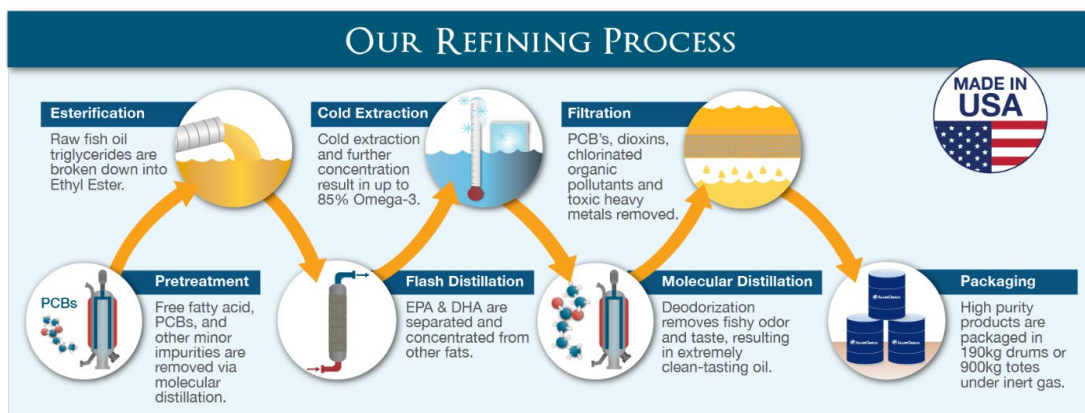 OUR REFINING PROCESS
MADE IN
USA
Esterification
Raw fish oil
triglycerides are
broken down into
Ethyl Ester.
Cold Extraction
Cold extraction
and further
concentration
result in up to
85% Omega-3.
Filtration
PCB's, dioxins,
chlorinated
organic
pollutants and
toxic heavy
metals removed.
PCBs
Pretreatment
Free fatty acid,
PCBs, and
other minor
impurities are
removed via
molecular
distillation.
Flash Distillation
EPA & DHA are
separated and
concentrated from
other fats.
Molecular Distillation
Deodorization
removes fishy odor
and taste, resulting
in extremely
clean-tasting oil.
Packaging
High purity
products are
packaged in
190kg drums or
900kg totes
under inert gas.